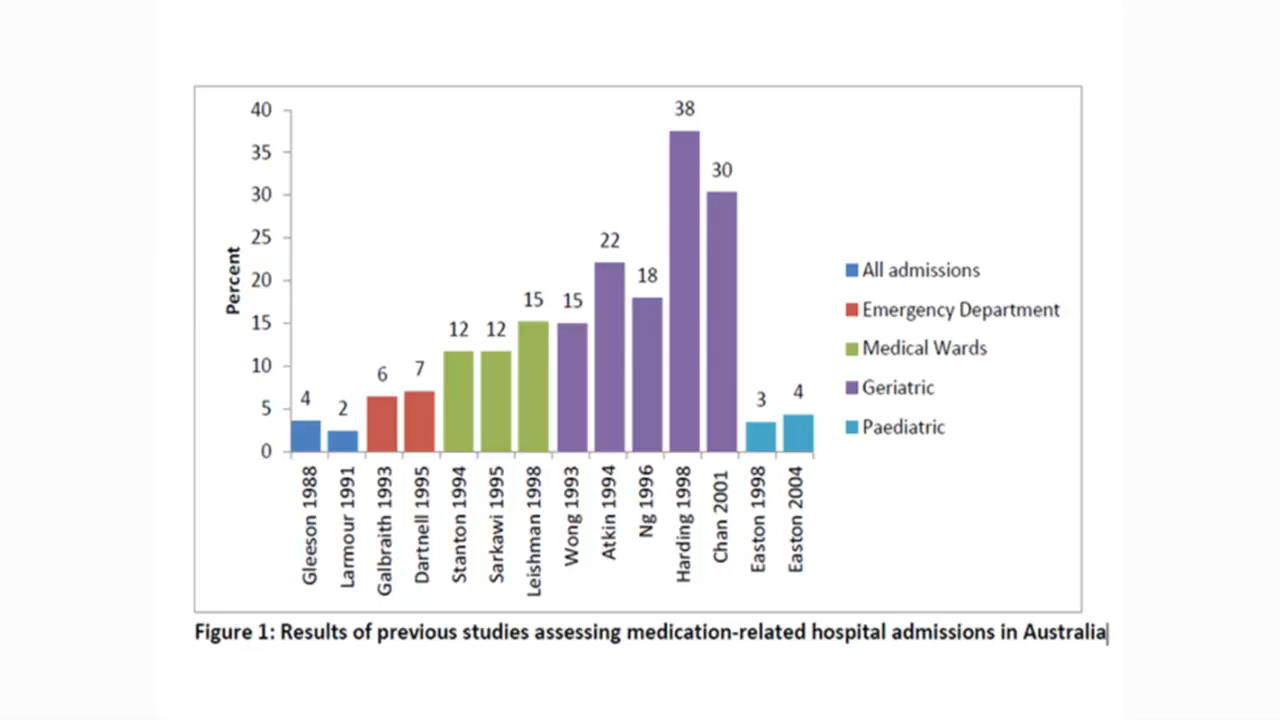 40
35
30
25
20
15
10
5
0
Percent
4
2
6
7
12
12
15
15
22
18
38
30
3
4
Gleeson 1988
Larmour 1991
Galbraith 1993
Dartnell 1995
Stanton 1994
Sarkawi 1995
Leishman 1998
Wong 1993
Atkin 1994
Ng 1996
Harding 1998
Chan 2001
Easton 1998
Easton 2004
All admissions
Emergency Department
Medical Wards
Geriatric
Paediatric
Figure 1: Results of previous studies assessing medication-related hospital admissions in Australia